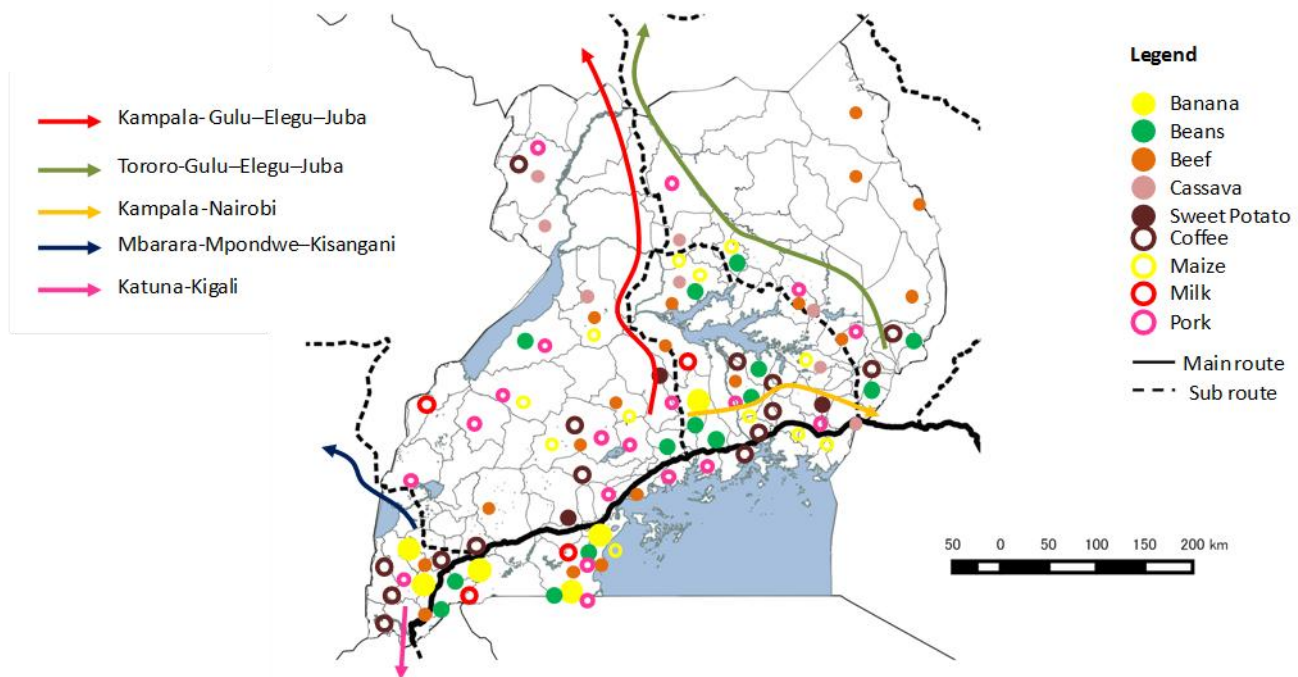 Kampala-Gulu–Elegu–Juba
Tororo-Gulu–Elegu–Juba
Kampala-Nairobi
Mbarara-Mpondwe–Kisangani
Katuna-Kigali
Legend
Banana
Beans
Beef
Cassava
Sweet Potato
Coffee
Maize
Milk
Pork
Main route
Sub route
50 0 50 100 150 200 km